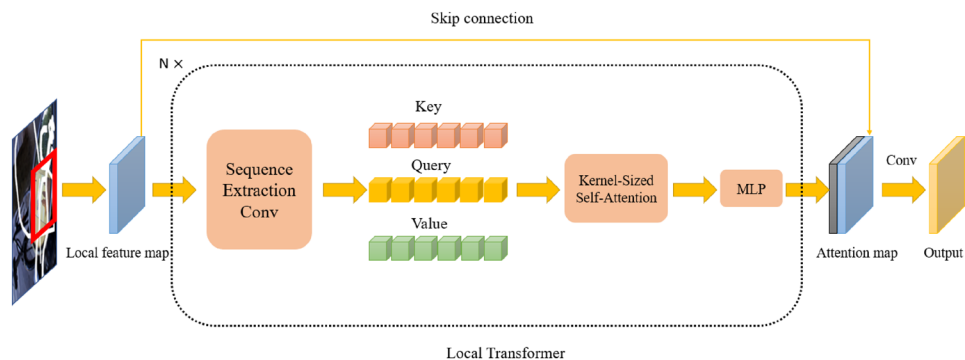 Skip connection
N ×
Key
Sequence
Extraction
Conv
Query
Value
Kernel-Sized
Self-Attention
MLP
Conv
Local feature map
Attention map
Output
Local Transformer